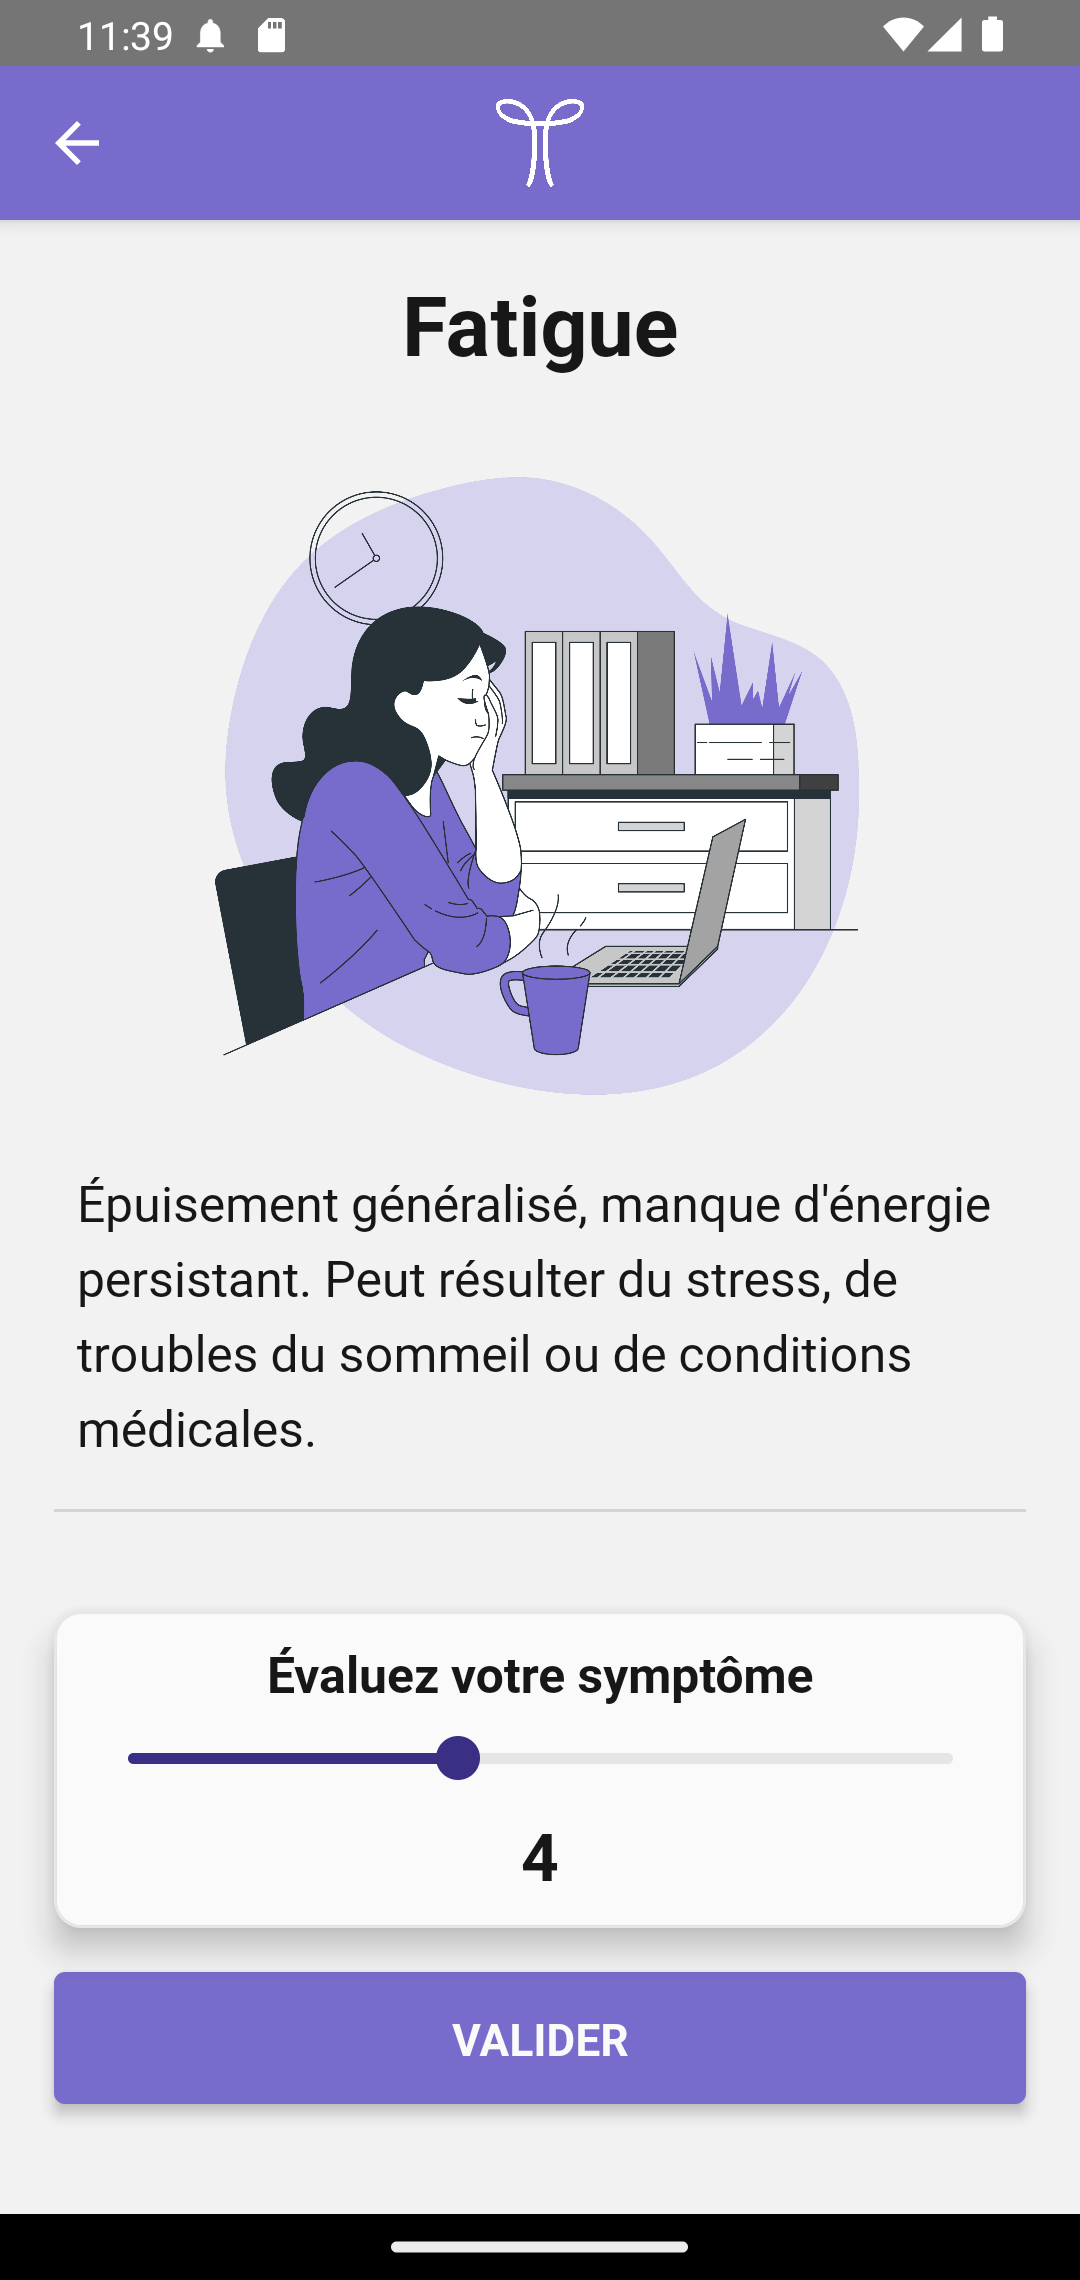 11:39
Fatigue
Épuisement généralisé, manque d'énergie
persistant. Peut résulter du stress, de
troubles du sommeil ou de conditions
médicales.
Évaluez votre symptôme
4
VALIDER